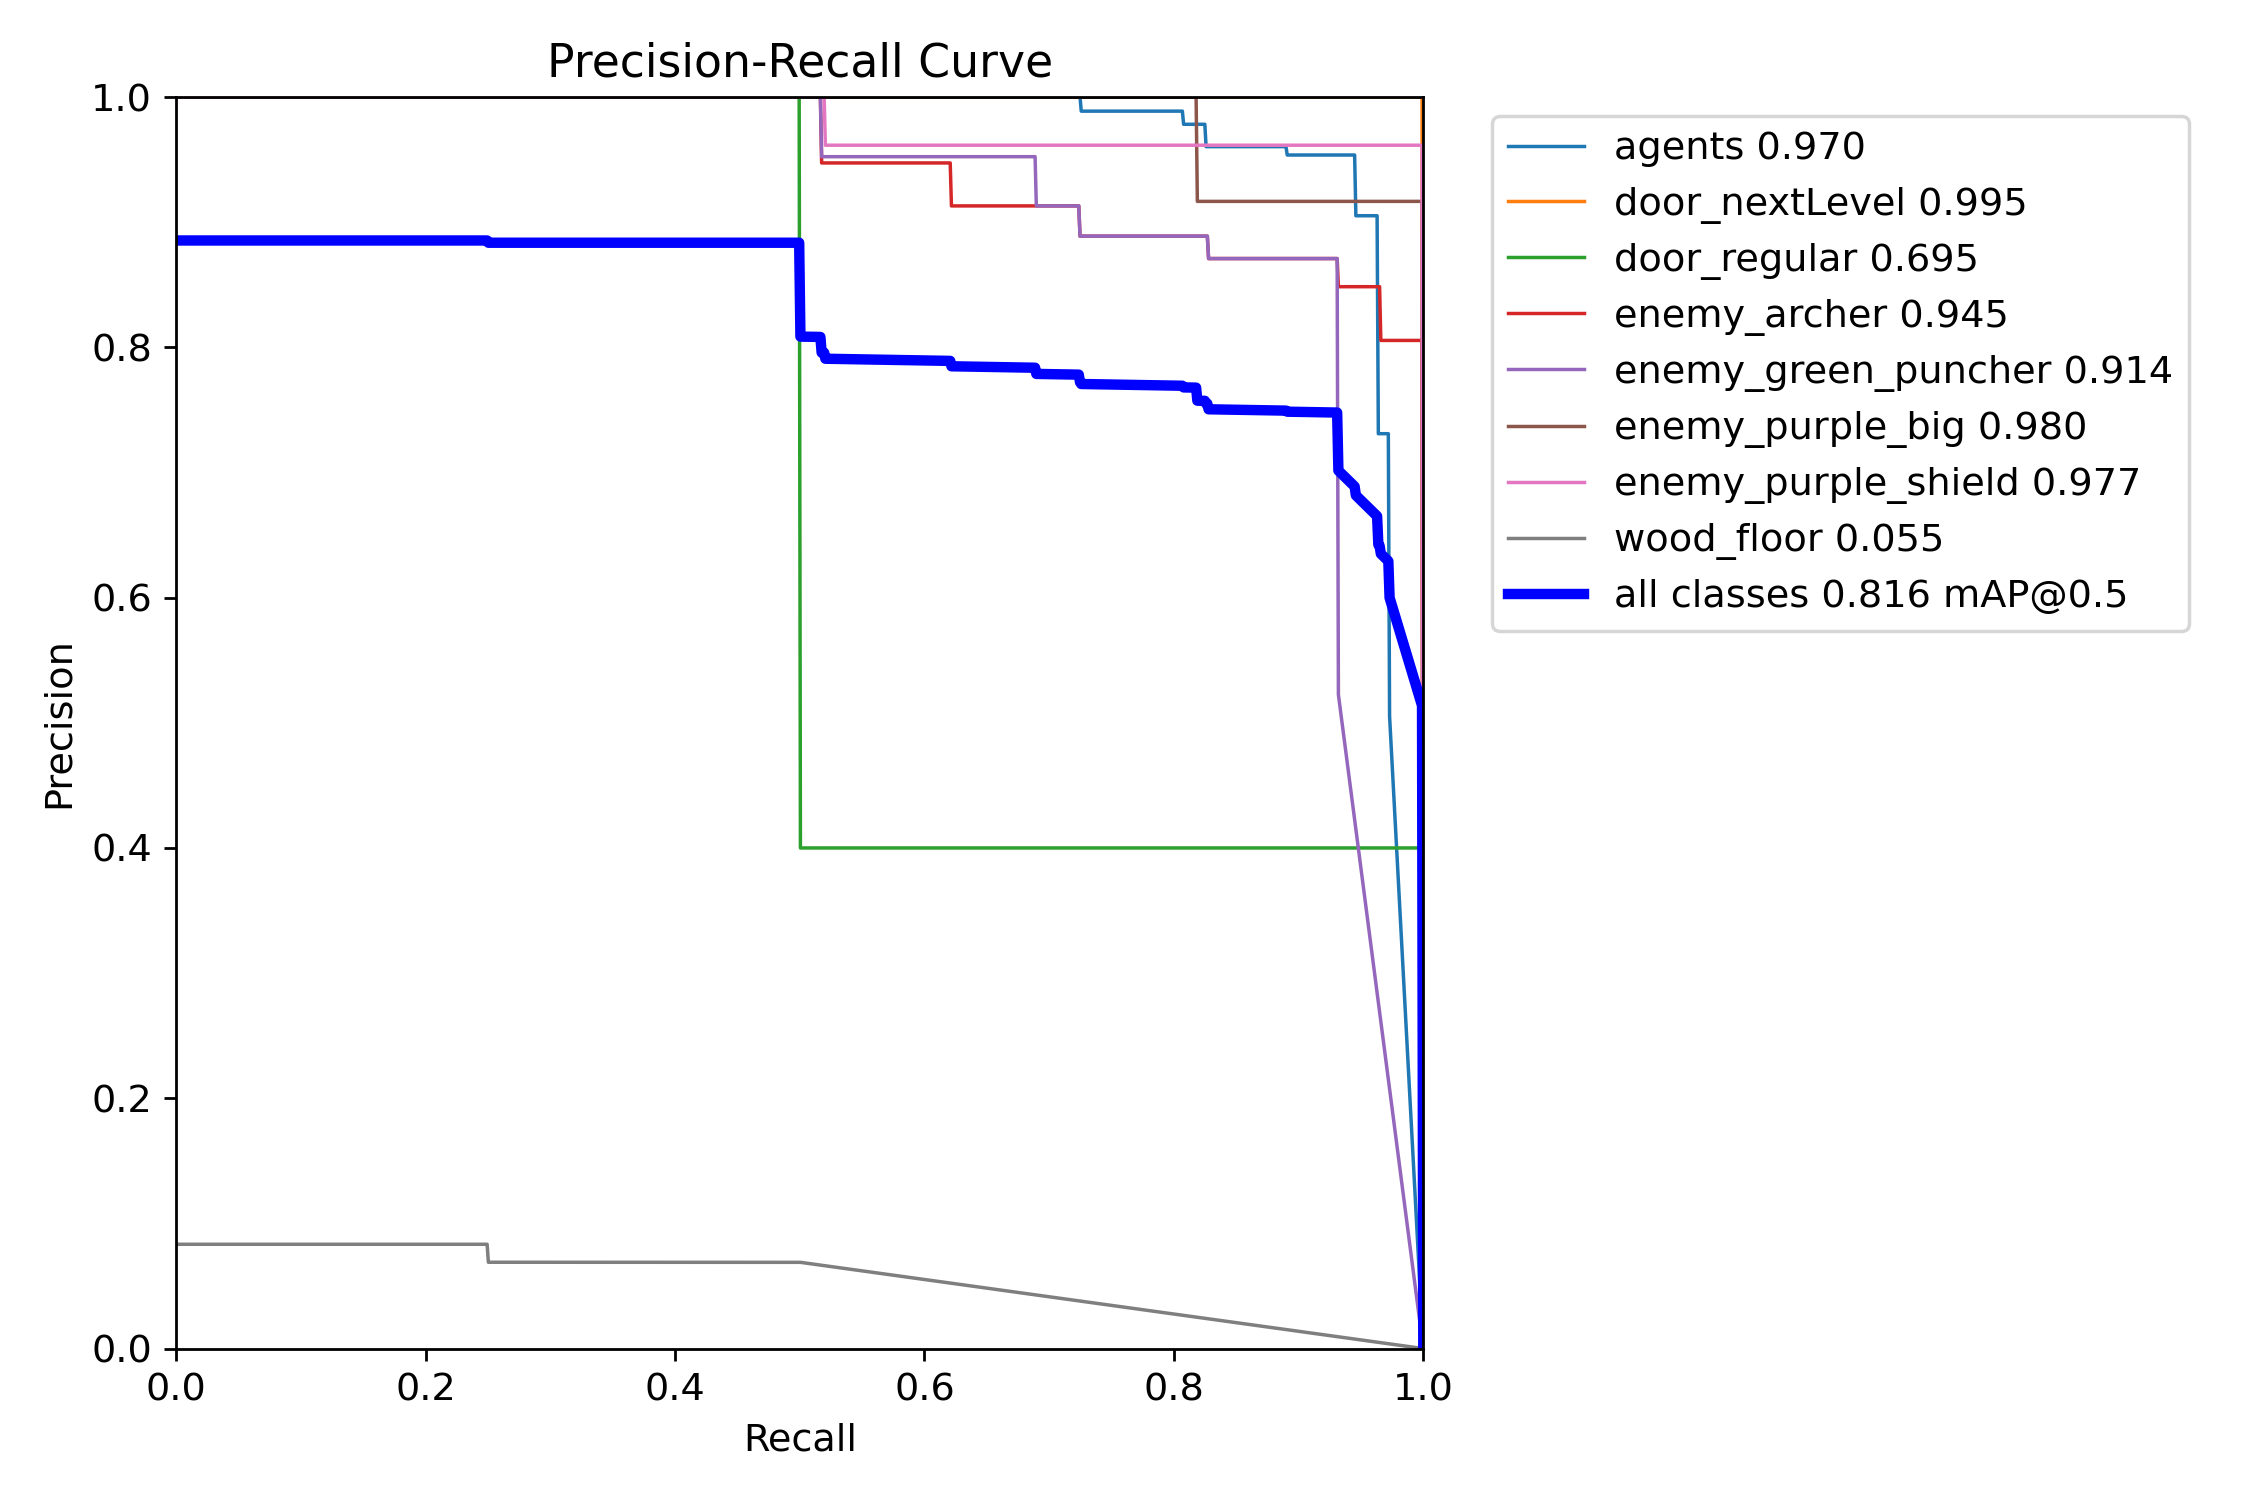 Precision-Recall Curve
1.0
0.8
0.6
0.4
0.2
0.0
Precision
0.0 0.2 0.4 0.6 0.8 1.0
Recall
agents 0.970
door_nextLevel 0.995
door_regular 0.695
enemy_archer 0.945
enemy_green_puncher 0.914
enemy_purple_big 0.980
enemy_purple_shield 0.977
wood_floor 0.055
all classes 0.816 mAP@0.5